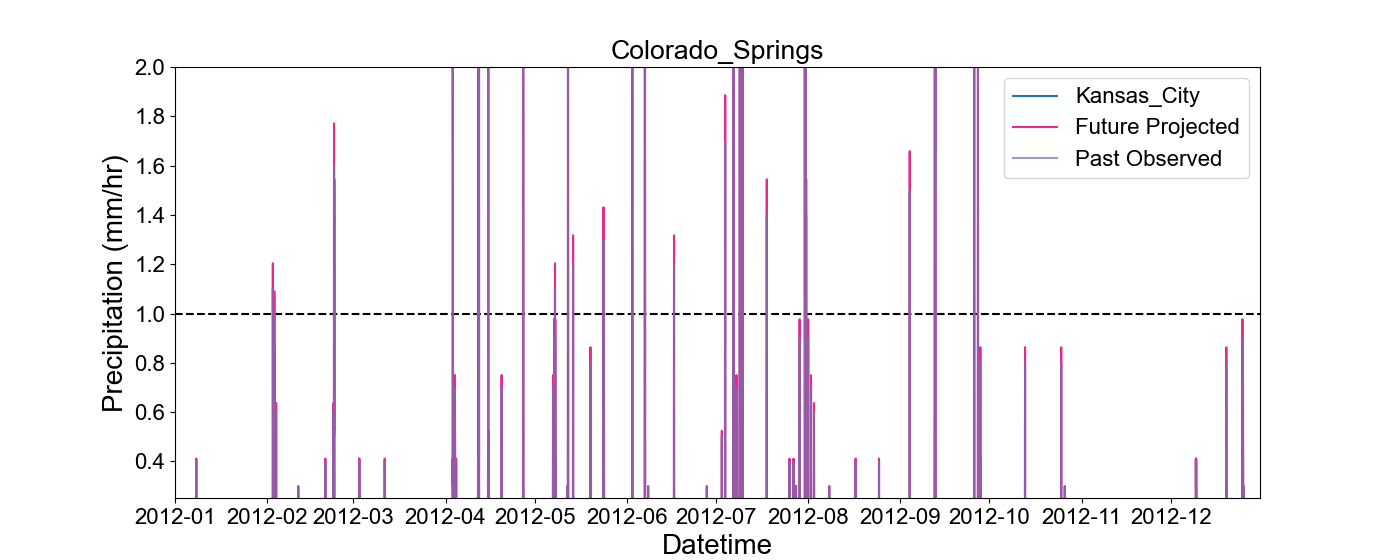 Colorado_Springs
2.0
1.8
1.6
1.4
1.2
1.0
0.8
0.6
0.4
Precipitation (mm/hr)
Kansas_City
Future Projected
Past Observed
2012-01 2012-02 2012-03 2012-04 2012-05 2012-06 2012-07 2012-08 2012-09 2012-10 2012-11 2012-12
Datetime